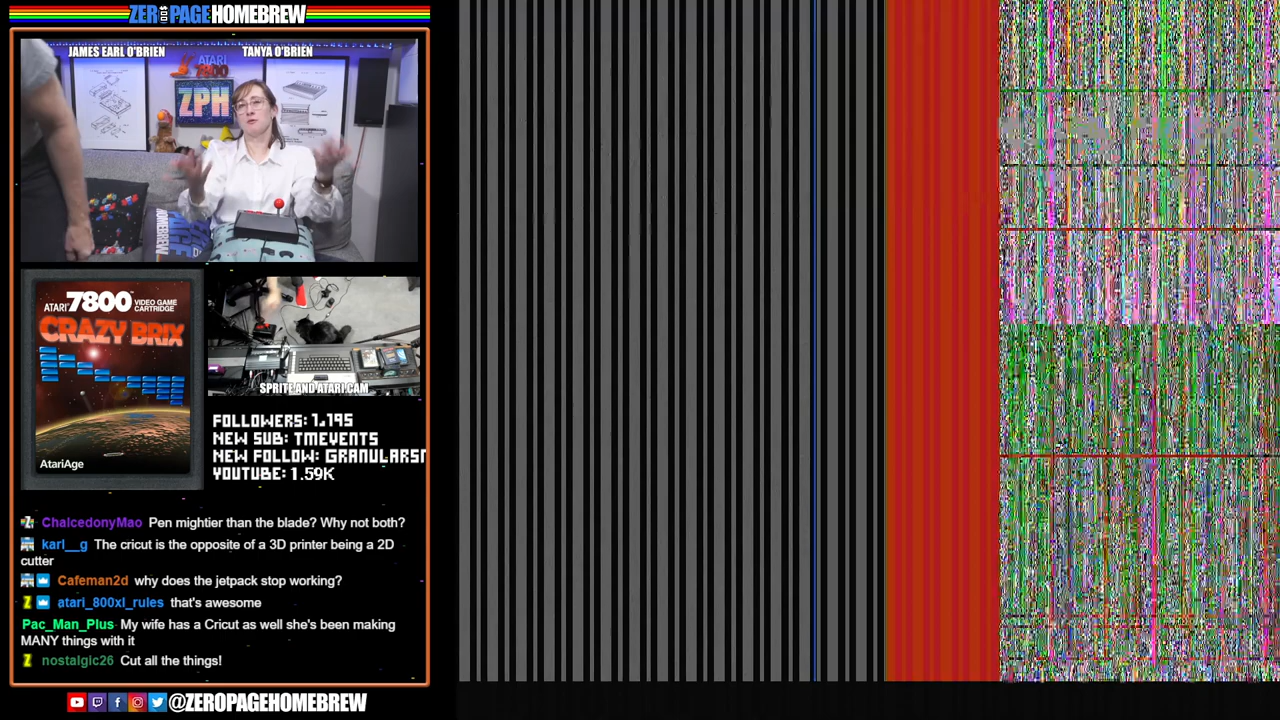 ZER $00 PAGE HOMEBREW
JAMES EARL O'BRIEN
TANYA O'BRIEN
ATARI
ZPH
ATARI 7800 VIDEO GAME CARTRIDGE
CRAZY BRIX
AtariAge
SPRITE AND ATARI CAM
FOLLOWERS: 1,195
NEW SUB: TMEVENTS
NEW FOLLOW: GRANULARSN
YOUTUBE: 1.59K
ChalcedonyMao Pen mightier than the blade? Why not both?
karl__g The cricut is the opposite of a 3D printer being a 2D
cutter
Cafeman2d why does the jetpack stop working?
atari_800xl_rules that's awesome
Pac_Man_Plus My wife has a Cricut as well she's been making
MANY things with it
nostalgic26 Cut all the things!
@ZEROPAGEHOMEBREW